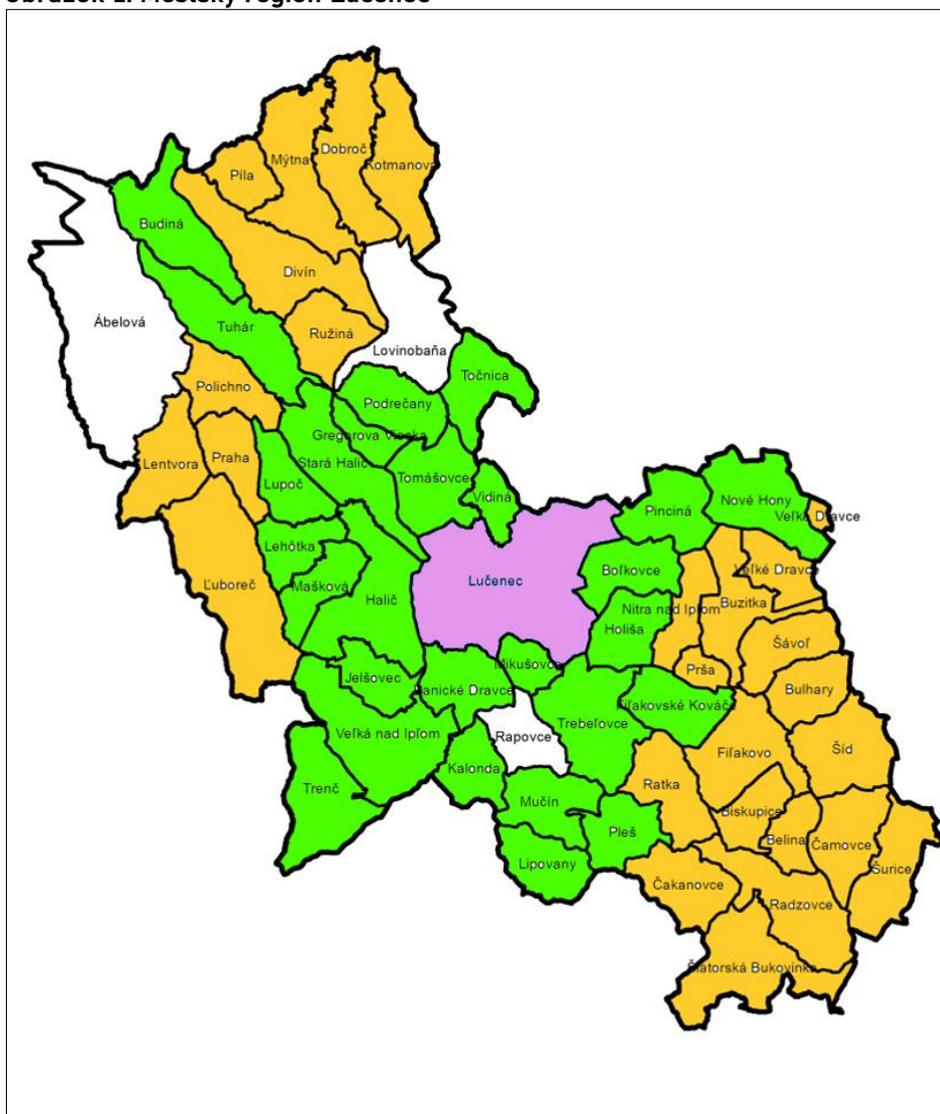 Obrázok 1. Mestský región Lučenec
Dobroč
Mýtna
Kotmanová
Píla
Budiná
Divín
Ábelová
Tuhár
Ružiná
Lovinobaňa
Točnica
Polichno
Podrečany
Gregorova Vieska
Praha
Stará Halič
Lentvora
Tomášovce
Lupoč
Vidiná
Nové Hony
Pinciná
Veľké Dravce
Lehôtka
Boľkovce
Veľké Dravce
Ľuboreč
Mašková
Lučenec
Halič
Buzitka
Nitra nad Ipľom
Holiša
Šávoľ
Mikušovce
Prša
Jelšovec
Panické Dravce
Bulhary
Fiľakovské Kováče
Trebeľovce
Veľká nad Ipľom
Rapovce
Šíd
Fiľakovo
Kalonda
Ratka
Trenč
Mučín
Biskupice
Pleš
Belina
Čamovce
Lipovany
Šurice
Čakanovce
Radzovce
Šiatorská Bukovinka